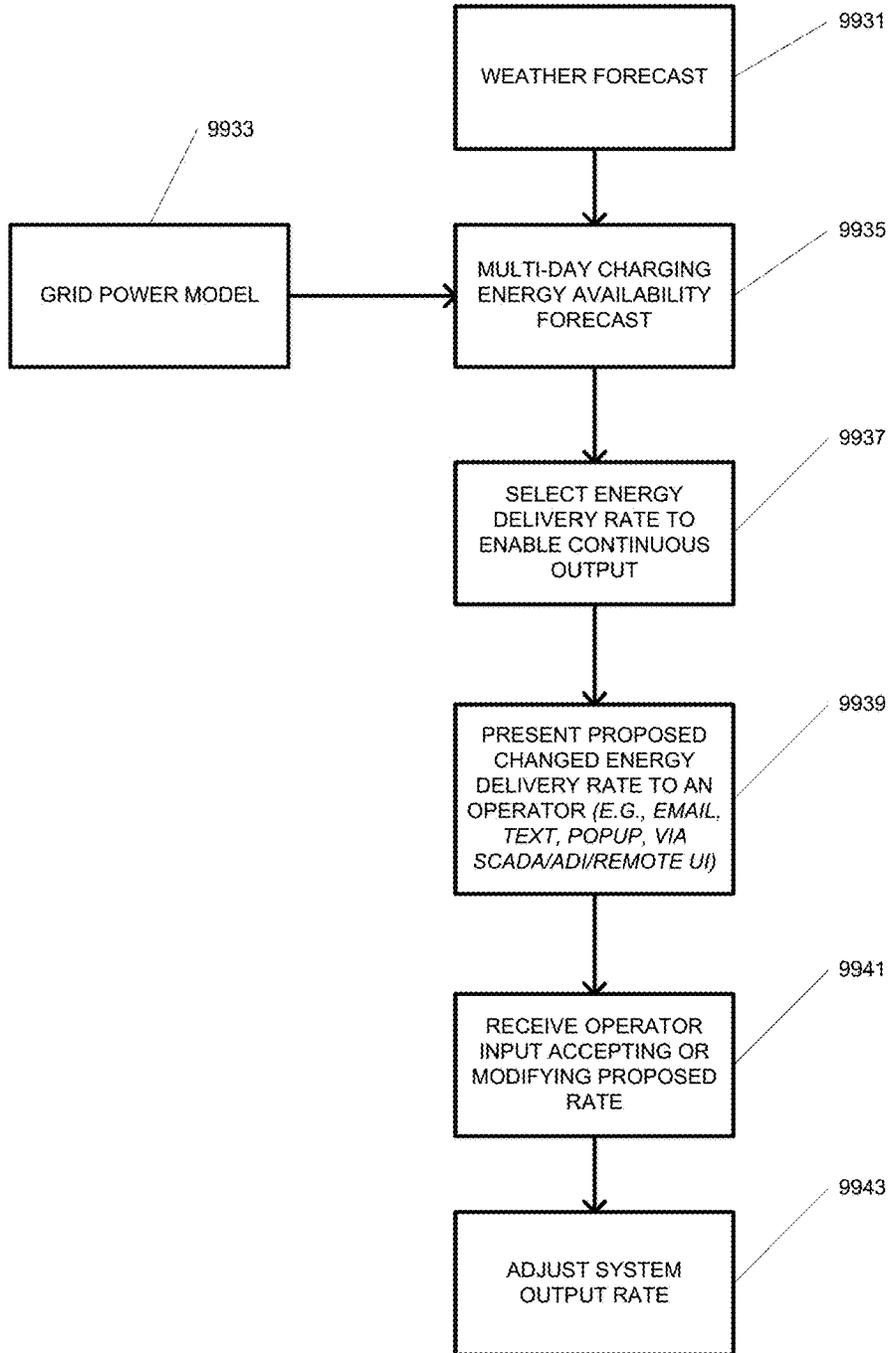 9931
WEATHER FORECAST
9933
GRID POWER MODEL
9935
MULTI-DAY CHARGING
ENERGY AVAILABILITY
FORECAST
9937
SELECT ENERGY
DELIVERY RATE TO
ENABLE CONTINUOUS
OUTPUT
9939
PRESENT PROPOSED
CHANGED ENERGY
DELIVERY RATE TO AN
OPERATOR (E.G., EMAIL,
TEXT, POPUP, VIA
SCADA/ADI/REMOTE UI)
9941
RECEIVE OPERATOR
INPUT ACCEPTING OR
MODIFYING PROPOSED
RATE
9943
ADJUST SYSTEM
OUTPUT RATE